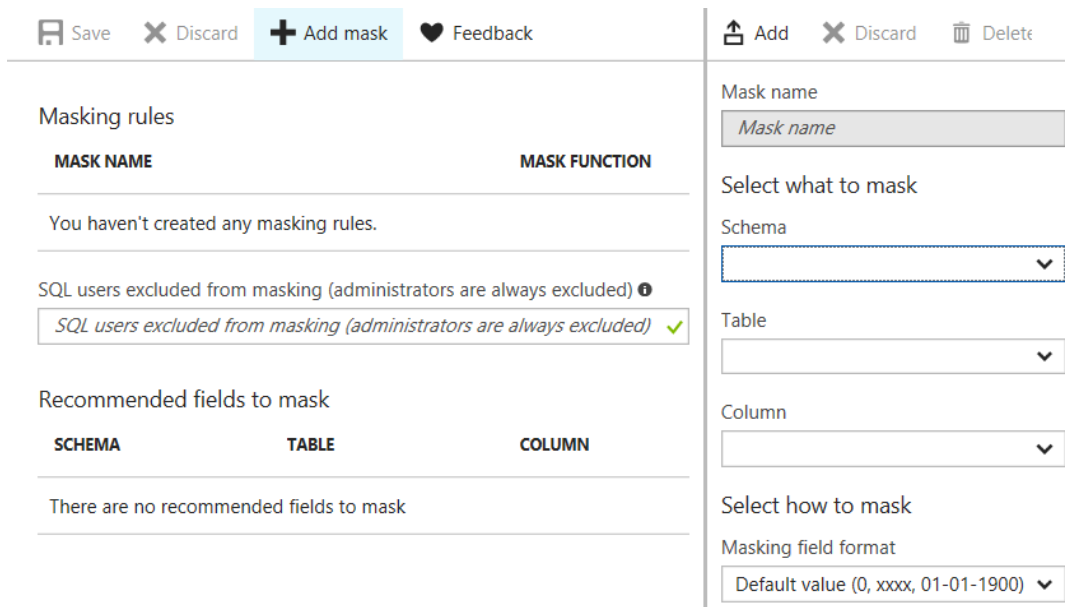 Save Discard Add mask Feedback
Masking rules
MASK NAME MASK FUNCTION
You haven't created any masking rules.
SQL users excluded from masking (administrators are always excluded)
SQL users excluded from masking (administrators are always excluded)
Recommended fields to mask
SCHEMA TABLE COLUMN
There are no recommended fields to mask
Add Discard Delete
Mask name
Mask name
Select what to mask
Schema
Table
Column
Select how to mask
Masking field format
Default value (0, xxxx, 01-01-1900)